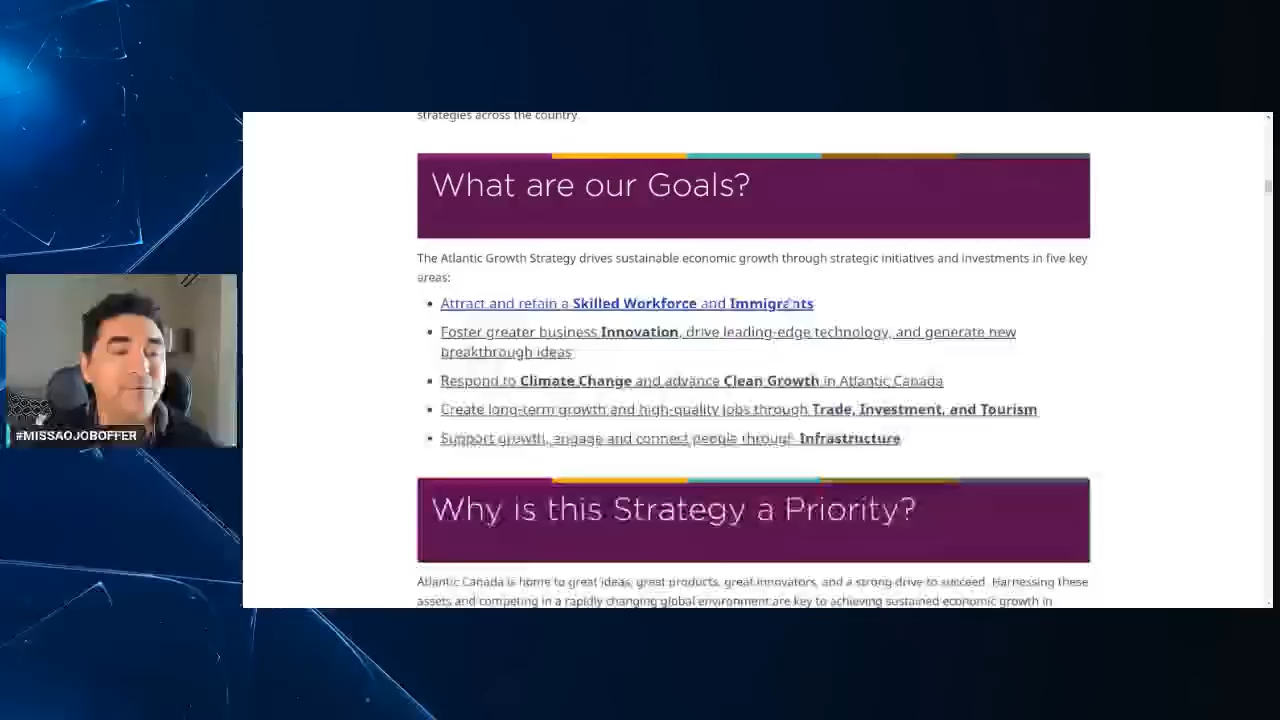 strategies across the country.
What are our Goals?
The Atlantic Growth Strategy drives sustainable economic growth through strategic initiatives and investments in five key
areas:
Attract and retain a Skilled Workforce and Immigrants
Foster greater business Innovation, drive leading-edge technology, and generate new
breakthrough ideas
Respond to Climate Change and advance Clean Growth in Atlantic Canada
Create long-term growth and high-quality jobs through Trade, Investment, and Tourism
Support growth, engage and connect people through Infrastructure
#MISSAOJOBOFFER
Why is this Strategy a Priority?
Atlantic Canada is home to great ideas, great products, great innovators, and a strong drive to succeed. Harnessing these
assets and competing in a rapidly changing global environment are key to achieving sustained economic growth in